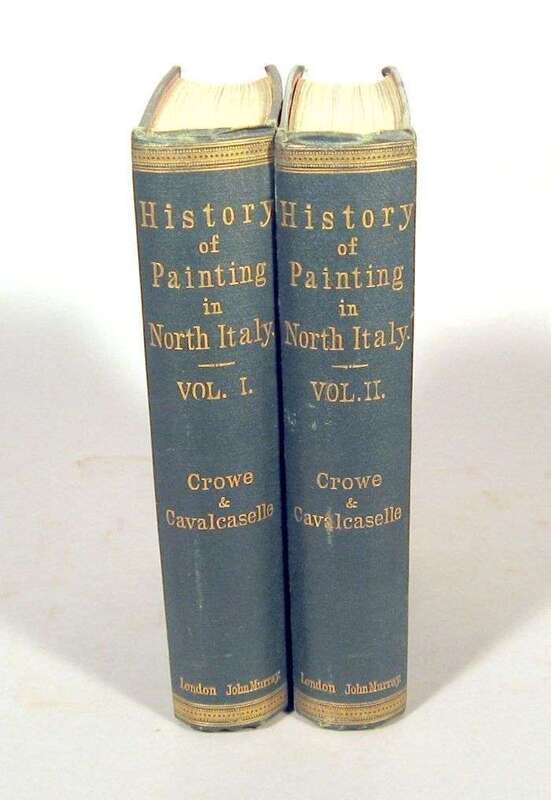 History
of
Painting
in
North Italy.
VOL. I.
Crowe
&
Cavalcaselle
London John Murray.
History
of
Painting
in
North Italy.
VOL. II.
Crowe
&
Cavalcaselle
London John Murray.